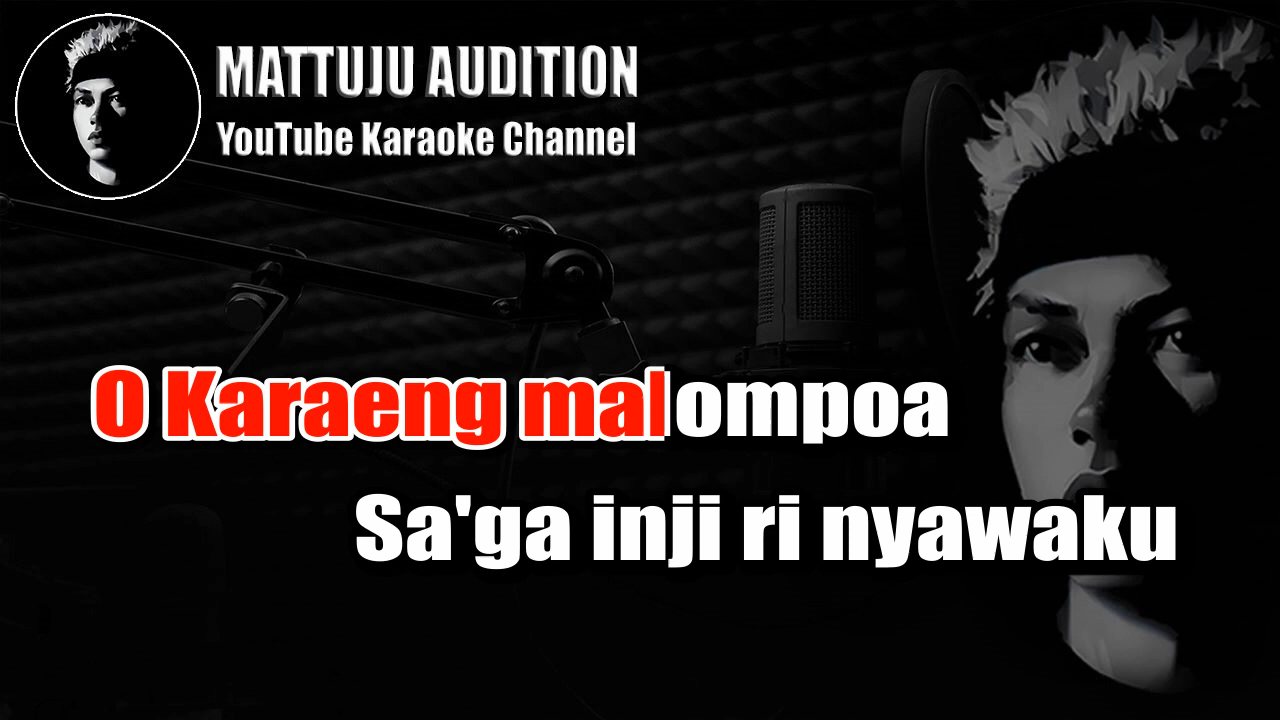 MATTUJU AUDITION
YouTube Karaoke Channel
O Karaeng malompoa
Sa'ga inji ri nyawaku